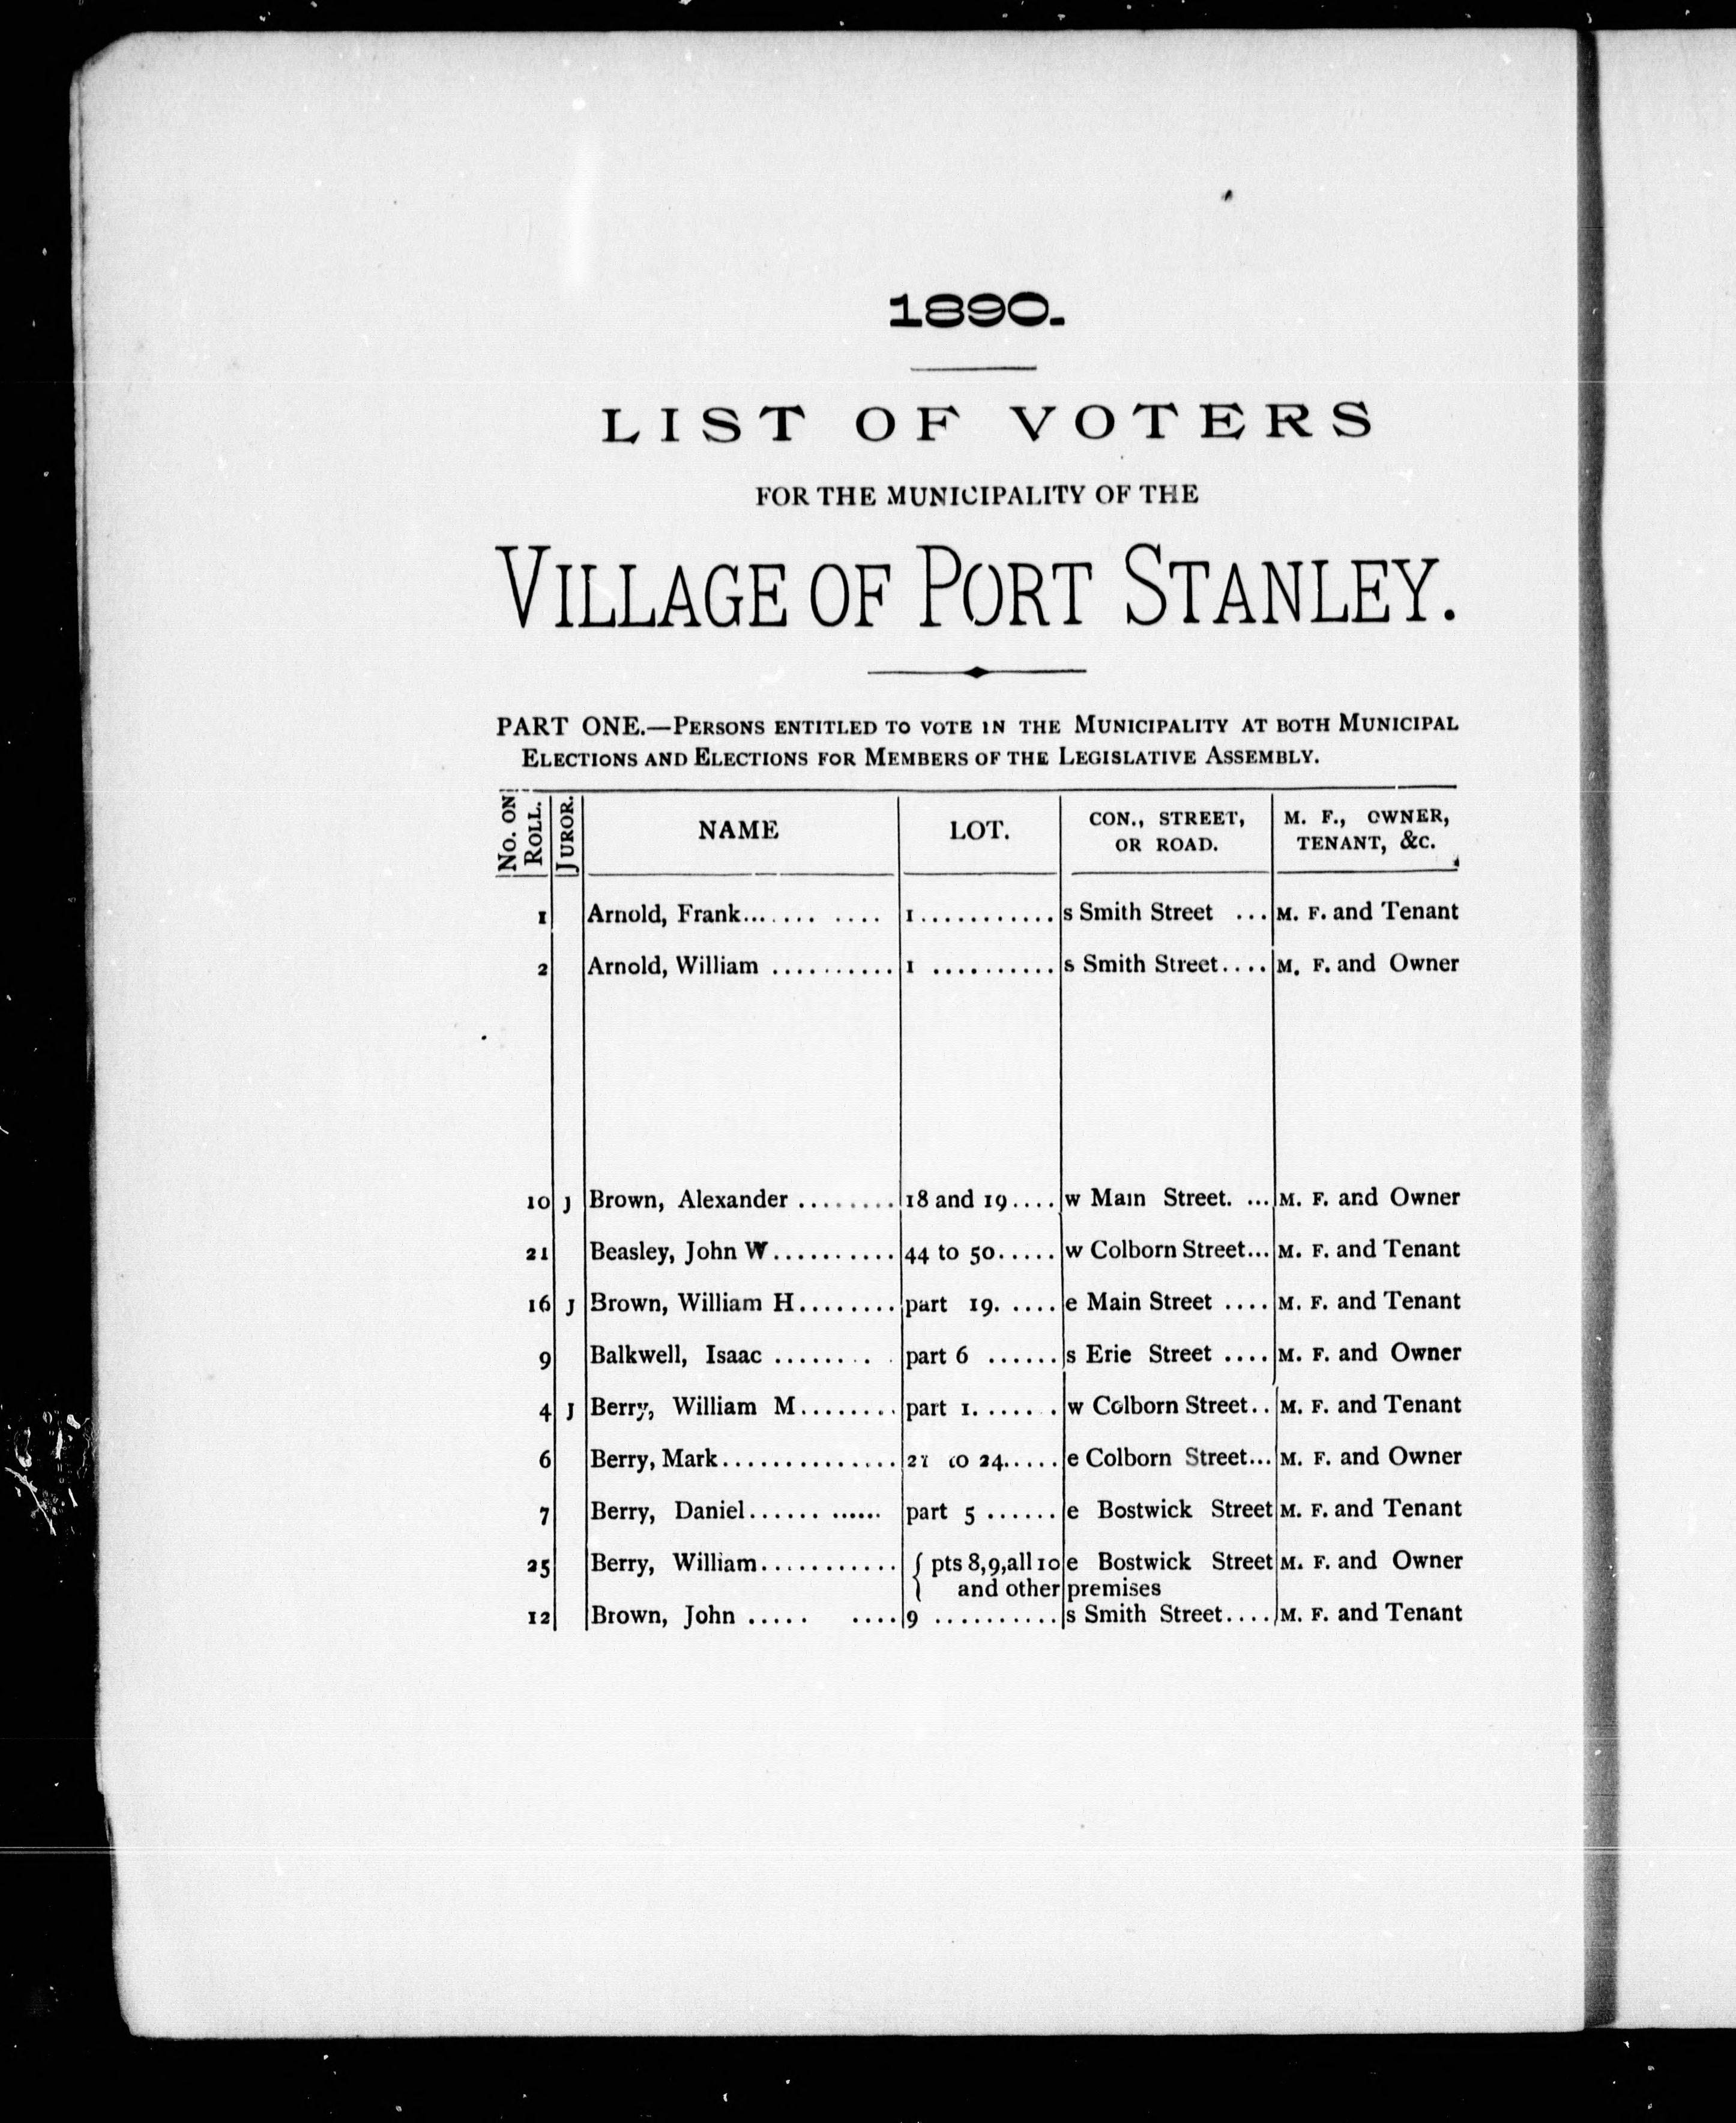 1890.
LIST OF VOTERS
FOR THE MUNICIPALITY OF THE
VILLAGE OF PORT STANLEY.
PART ONE.—PERSONS ENTITLED TO VOTE IN THE MUNICIPALITY AT BOTH MUNICIPAL
ELECTIONS AND ELECTIONS FOR MEMBERS OF THE LEGISLATIVE ASSEMBLY.
No. ON ROLL. JUROR. NAME LOT. CON., STREET, OR ROAD. M. F., OWNER, TENANT, &c.
1 Arnold, Frank....... .... 1............ s Smith Street ... M. F. and Tenant
2 Arnold, William .......... 1 .......... s Smith Street.... M. F. and Owner
10 J Brown, Alexander ........ 18 and 19.... w Main Street. ... M. F. and Owner
21 Beasley, John W.......... 44 to 50..... w Colborn Street... M. F. and Tenant
16 J Brown, William H........ part 19. .... e Main Street .... M. F. and Tenant
9 Balkwell, Isaac ........ . part 6 ...... s Erie Street .... M. F. and Owner
4 J Berry, William M........ part 1. ..... . w Colborn Street.. M. F. and Tenant
6 Berry, Mark.............. 21 to 24..... e Colborn Street... M. F. and Owner
7 Berry, Daniel...... ...... part 5 ...... e Bostwick Street M. F. and Tenant
25 Berry, William............ { pts 8,9,all 10 e Bostwick Street M. F. and Owner
and other premises
12 Brown, John ..... .... 9 .......... s Smith Street.... M. F. and Tenant